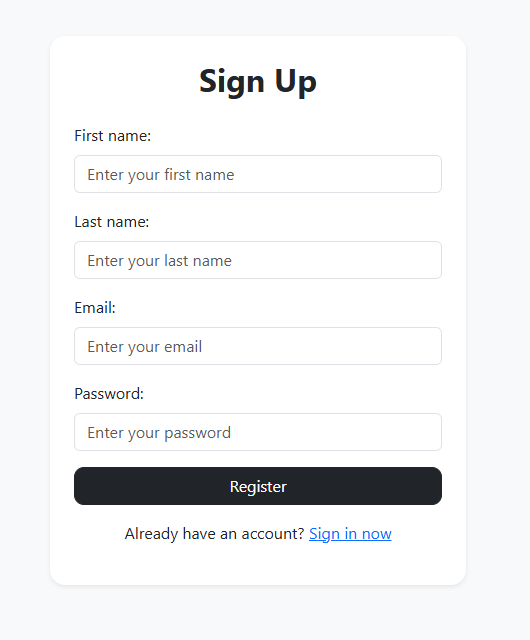 Sign Up
First name:
Enter your first name
Last name:
Enter your last name
Email:
Enter your email
Password:
Enter your password
Register
Already have an account? Sign in now